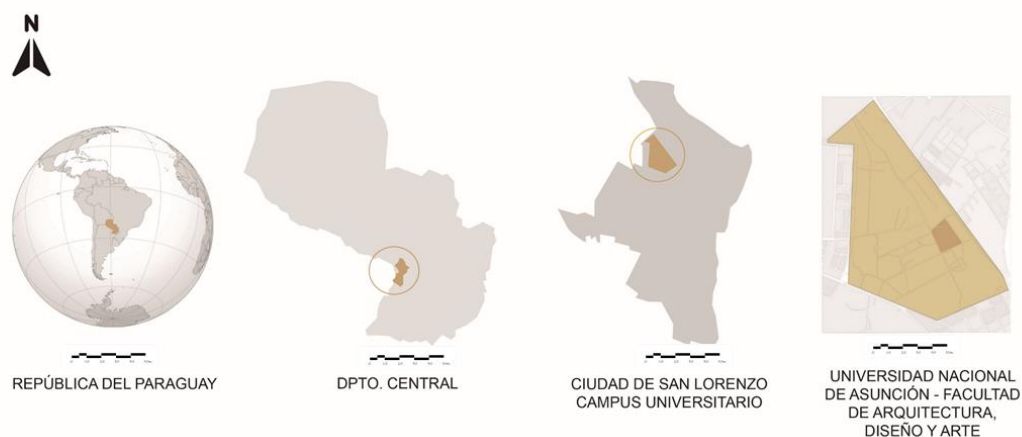 N
REPÚBLICA DEL PARAGUAY
DPTO. CENTRAL
CIUDAD DE SAN LORENZO
CAMPUS UNIVERSITARIO
UNIVERSIDAD NACIONAL
DE ASUNCIÓN - FACULTAD
DE ARQUITECTURA,
DISEÑO Y ARTE